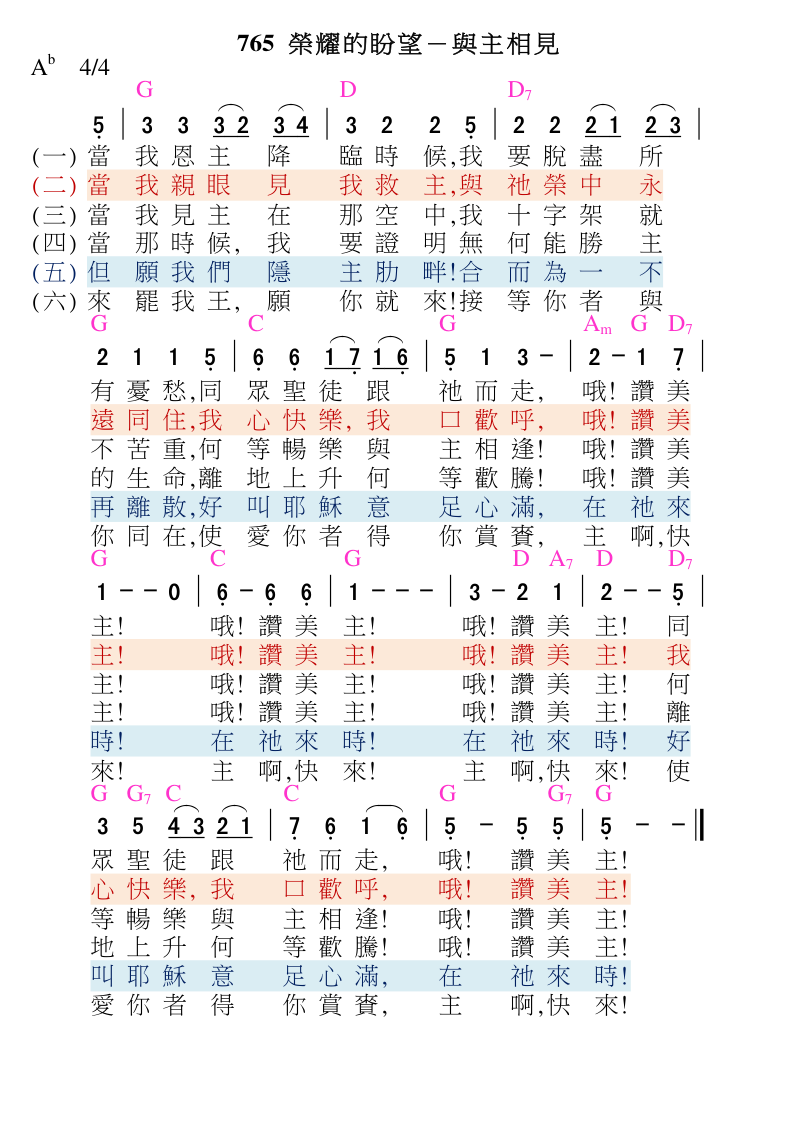 765 榮耀的盼望－與主相見
Ab 4/4
G D D7
5 | 3 3 3 2 3 4 | 3 2 2 5 | 2 2 2 1 2 3 |
(一) 當 我 恩 主 降 臨 時 候,我 要 脫 盡 所
(二) 當 我 親 眼 見 我 救 主,與 祂 榮 中 永
(三) 當 我 見 主 在 那 空 中,我 十 字 架 就
(四) 當 那 時 候, 我 要 證 明 無 何 能 勝 主
(五) 但 願 我 們 隱 主 肋 畔!合 而 為 一 不
(六) 來 罷 我 王, 願 你 就 來!接 等 你 者 與
G C G Am G D7
2 1 1 5 | 6 6 1 7 1 6 | 5 1 3 - | 2 - 1 7 |
有 憂 愁,同 眾 聖 徒 跟 祂 而 走, 哦! 讚 美
遠 同 住,我 心 快 樂, 我 口 歡 呼, 哦! 讚 美
不 苦 重,何 等 暢 樂 與 主 相 逢! 哦! 讚 美
的 生 命,離 地 上 升 何 等 歡 騰! 哦! 讚 美
再 離 散,好 叫 耶 穌 意 足 心 滿, 在 祂 來
你 同 在,使 愛 你 者 得 你 賞 賚, 主 啊,快
G C G D A7 D D7
1 - - 0 | 6 - 6 6 | 1 - - - | 3 - 2 1 | 2 - - 5 |
主! 哦! 讚 美 主! 哦! 讚 美 主! 同
主! 哦! 讚 美 主! 哦! 讚 美 主! 我
主! 哦! 讚 美 主! 哦! 讚 美 主! 何
主! 哦! 讚 美 主! 哦! 讚 美 主! 離
時! 在 祂 來 時! 在 祂 來 時! 好
來! 主 啊,快 來! 主 啊,快 來! 使
G G7 C C G G7 G
3 5 4 3 2 1 | 7 6 1 6 | 5 - 5 5 | 5 - - ‖
眾 聖 徒 跟 祂 而 走, 哦! 讚 美 主!
心 快 樂, 我 口 歡 呼, 哦! 讚 美 主!
等 暢 樂 與 主 相 逢! 哦! 讚 美 主!
地 上 升 何 等 歡 騰! 哦! 讚 美 主!
叫 耶 穌 意 足 心 滿, 在 祂 來 時!
愛 你 者 得 你 賞 賚, 主 啊,快 來!